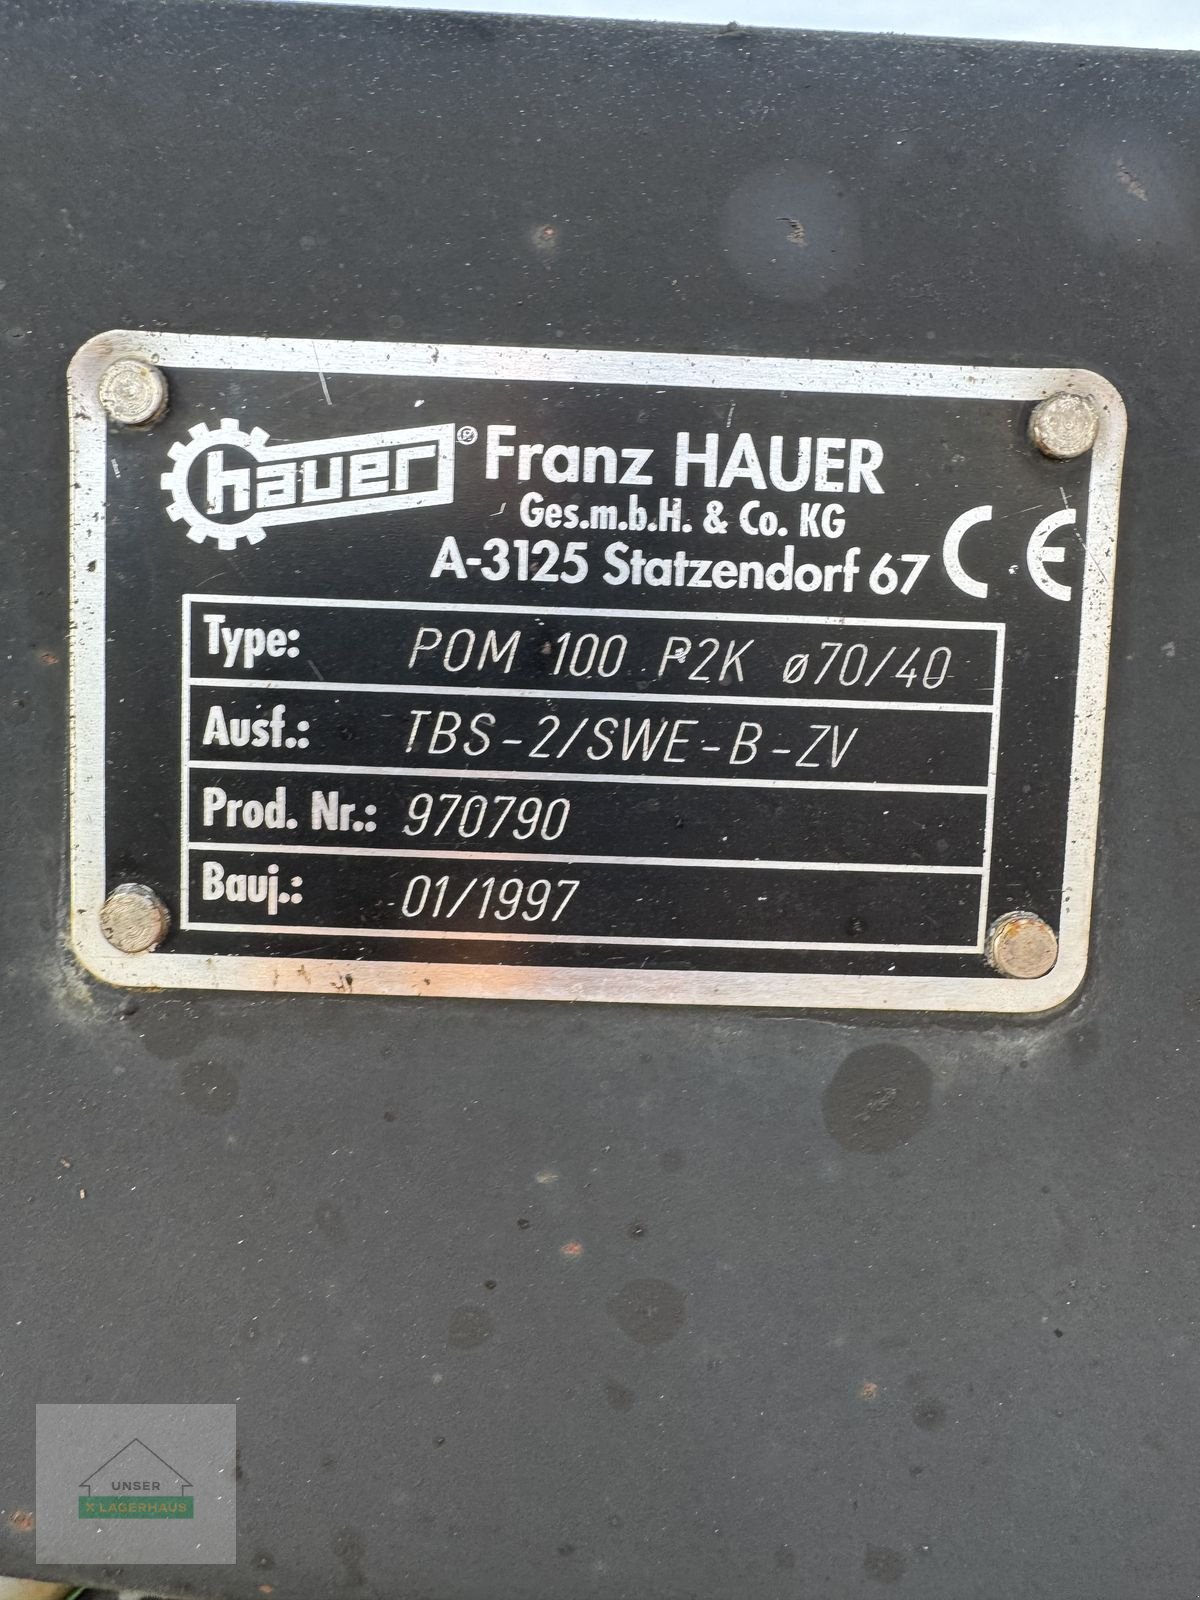 hauer ® Franz HAUER
Ges.m.b.H. & Co. KG
A-3125 Statzendorf 67 CE
Type: POM 100 P2K ø70/40
Ausf.: TBS-2/SWE-B-ZV
Prod. Nr.: 970790
Bauj.: 01/1997
UNSER
X LAGERHAUS